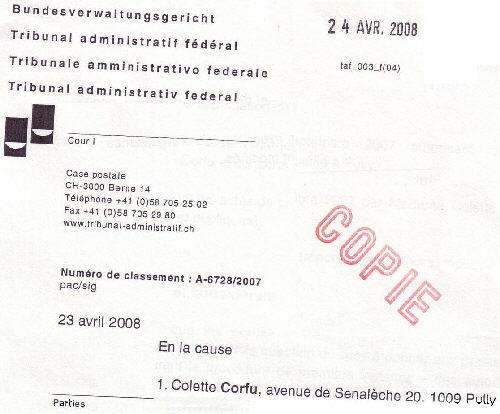 Bundesverwaltungsgericht
Tribunal administratif fédéral
Tribunale amministrativo federale
Tribunal administrativ federal
24 AVR. 2008
taf_003_f(04)
Cour I
Case postale
CH-3000 Berne 14
Téléphone +41 (0)58 705 25 02
Fax +41 (0)58 705 29 80
www.tribunal-administratif.ch
COPIE
Numéro de classement : A-6728/2007
pac/sig
23 avril 2008
En la cause
1. Colette Corfu, avenue de Senalèche 20, 1009 Pully
Parties